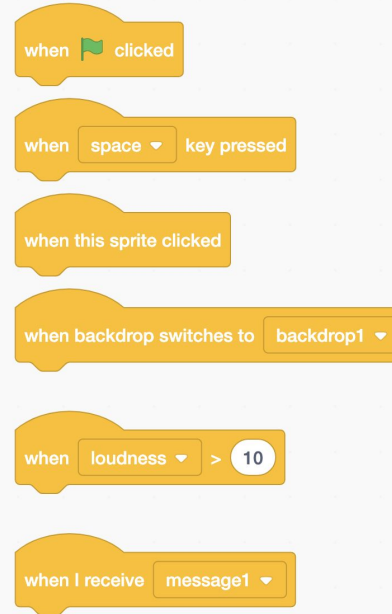 when clicked
when space key pressed
when this sprite clicked
when backdrop switches to backdrop1
when loudness > 10
when I receive message1